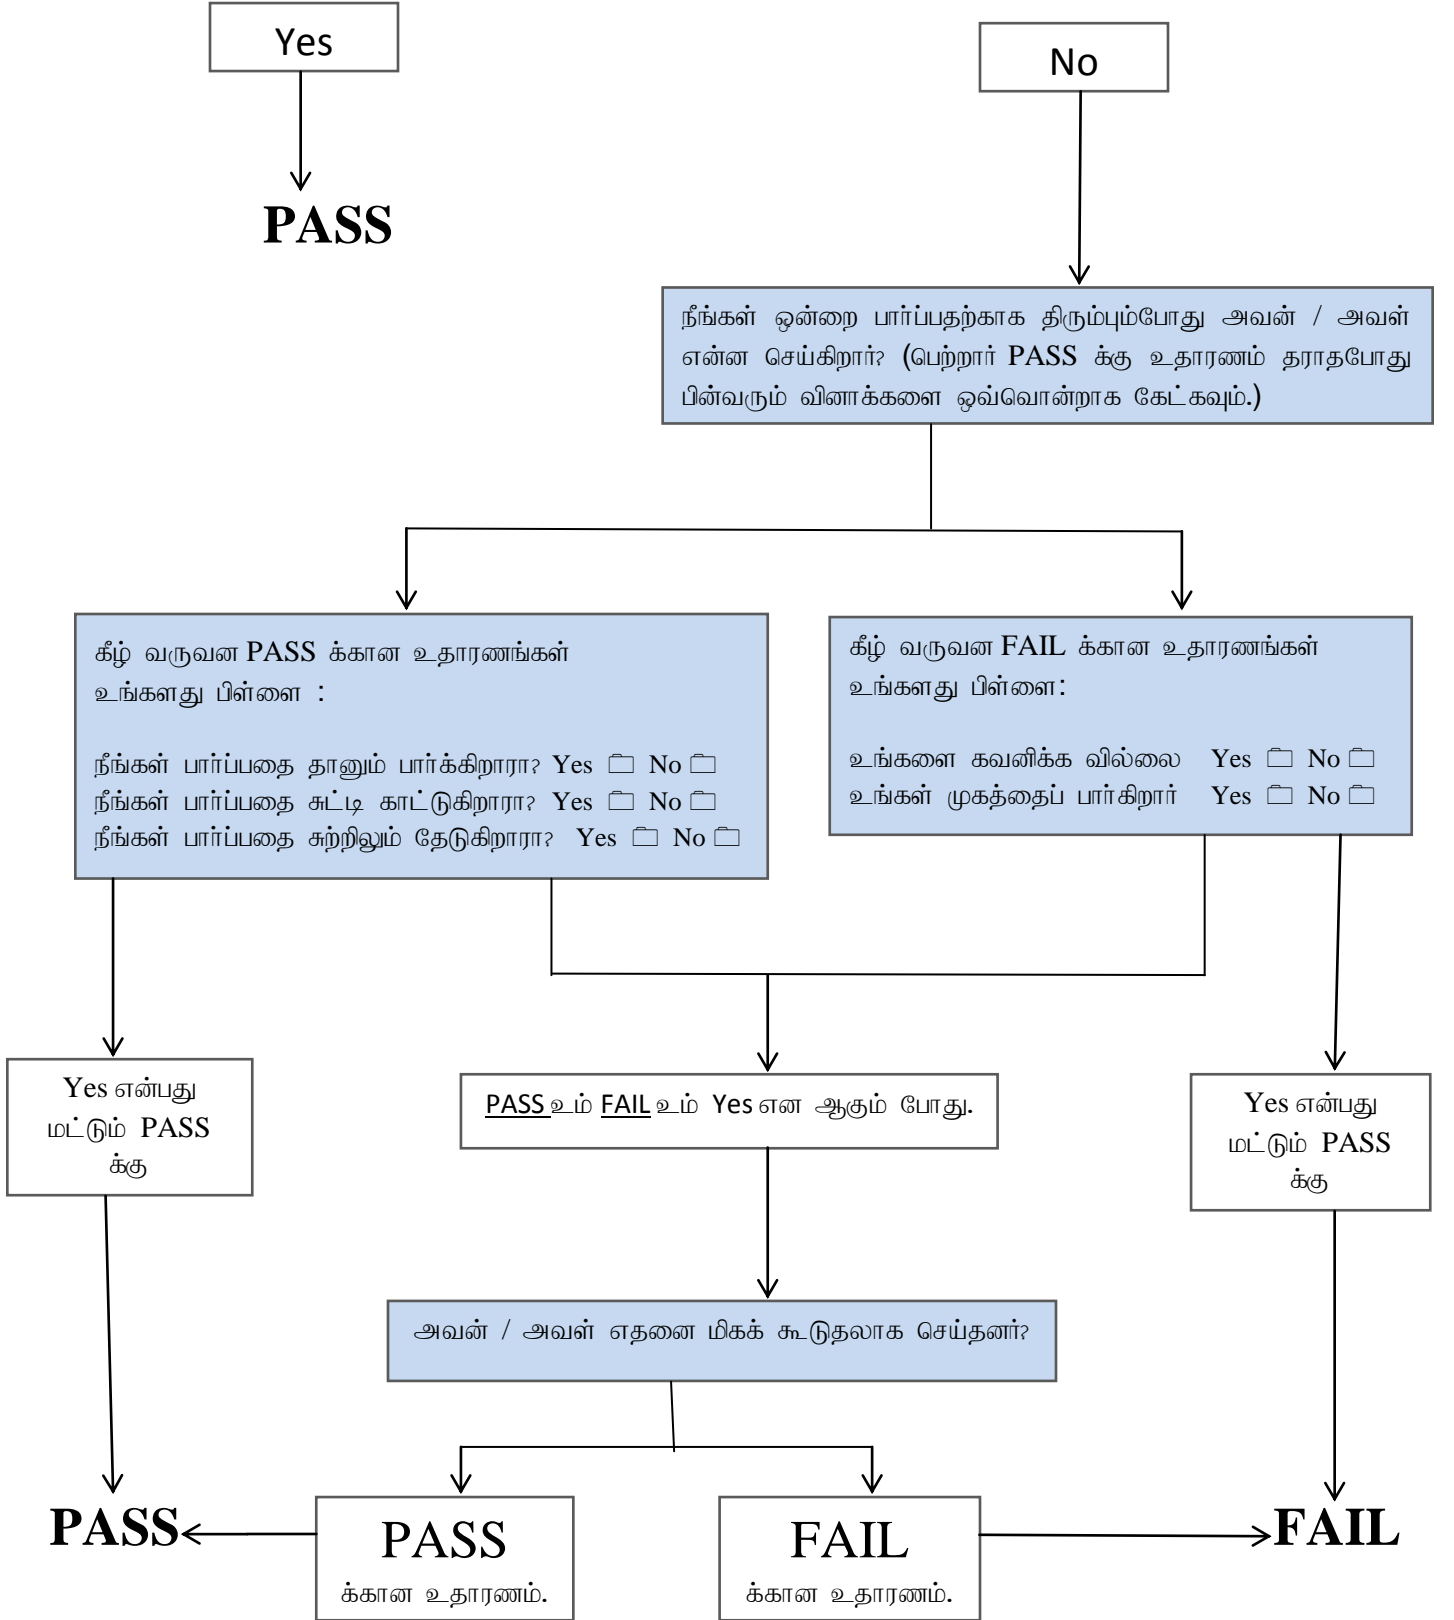 Yes
No
PASS
நீங்கள் ஒன்றை பார்ப்பதற்காக திரும்பும்போது அவன் / அவள்
என்ன செய்கிறார்? (பெற்றார் PASS க்கு உதாரணம் தராதபோது
பின்வரும் வினாக்களை ஒவ்வொன்றாக கேட்கவும்.)
கீழ் வருவன PASS க்கான உதாரணங்கள்
உங்களது பிள்ளை :
நீங்கள் பார்ப்பதை தானும் பார்க்கிறாரா? Yes No
நீங்கள் பார்ப்பதை சுட்டி காட்டுகிறாரா? Yes No
நீங்கள் பார்ப்பதை சுற்றிலும் தேடுகிறாரா? Yes No
கீழ் வருவன FAIL க்கான உதாரணங்கள்
உங்களது பிள்ளை:
உங்களை கவனிக்க வில்லை Yes No
உங்கள் முகத்தைப் பார்கிறார் Yes No
Yes என்பது
மட்டும் PASS
க்கு
PASS உம் FAIL உம் Yes என ஆகும் போது.
Yes என்பது
மட்டும் PASS
க்கு
அவன் / அவள் எதனை மிகக் கூடுதலாக செய்தனர்?
PASS
PASS
க்கான உதாரணம்.
FAIL
க்கான உதாரணம்.
FAIL